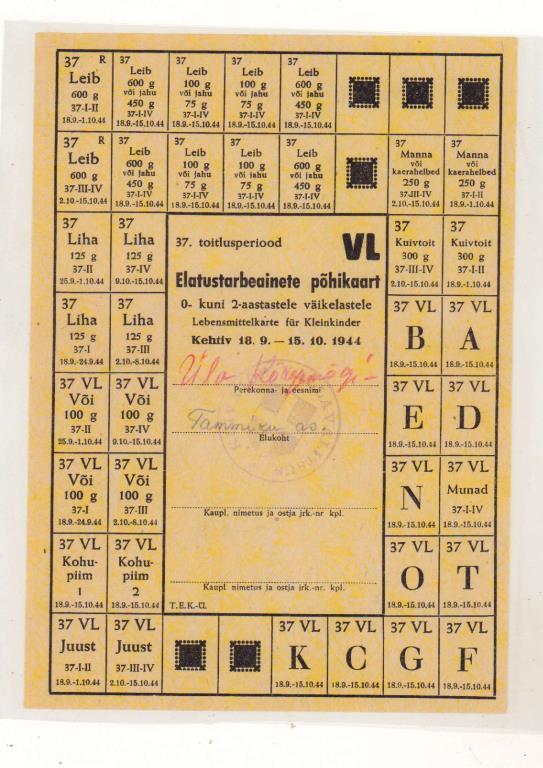 37 R
Leib
600 g
37-I-II
18.9.-1.10.44
37
Leib
600 g
või jahu
450 g
37-I-IV
18.9.-15.10.44
37
Leib
100 g
või jahu
75 g
37-I-IV
18.9.-15.10.44
37
Leib
100 g
või jahu
75 g
37-I-IV
18.9.-15.10.44
37
Leib
600 g
või jahu
450 g
37-I-IV
18.9.-15.10.44
37 R
Leib
600 g
37-III-IV
2.10.-15.10.44
37
Leib
600 g
või jahu
450 g
37-I-IV
18.9.-15.10.44
37
Leib
100 g
või jahu
75 g
37-I-IV
18.9.-15.10.44
37
Leib
100 g
või jahu
75 g
37-I-IV
18.9.-15.10.44
37
Leib
600 g
või jahu
450 g
37-I-IV
18.9.-15.10.44
37
Manna
või
kaerahelbed
250 g
37-III-IV
2.10.-15.10.44
37
Manna
või
kaerahelbed
250 g
37-I-II
18.9.-1.10.44
37
Liha
125 g
37-II
25.9.-1.10.44
37
Liha
125 g
37-IV
9.10.-15.10.44
37
Kuivtoit
300 g
37-III-IV
2.10.-15.10.44
37
Kuivtoit
300 g
37-I-II
18.9.-1.10.44
37
Liha
125 g
37-I
18.9.-24.9.44
37
Liha
125 g
37-III
2.10.-8.10.44
37. toitlusperiood VL
Elatustarbeainete põhikaart
0- kuni 2-aastastele väikelastele
Lebensmittelkarte für Kleinkinder
Kehtiv 18. 9. — 15. 10. 1944
Perekonna- ja eesnimi
Elukoht
Kaupl. nimetus ja ostja jrk.-nr kpl.
Kaupl nimetus ja ostja jrk.-nr. kpl.
T.E.K.-Ü.
37 VL
B
18.9.-15.10.44
37 VL
A
18.9.-15.10.44
37 VL
Või
100 g
37-II
25.9.-1.10.44
37 VL
Või
100 g
37-IV
9.10.-15.10.44
37 VL
E
18.9.-15.10.44
37 VL
D
18.9.-15.10.44
37 VL
Või
100 g
37-I
18.9.-24.9.44
37 VL
Või
100 g
37-III
2.10.-8.10.44
37 VL
N
18.9.-15.10.44
37 VL
Munad
37-I-IV
18.9.-15.10.44
37 VL
Kohu-
piim
1
18.9.-15.10.44
37 VL
Kohu-
piim
2
18.9.-15.10.44
37 VL
O
18.9.-15.10.44
37 VL
T
18.9.-15.10.44
37 VL
Juust
37-I-II
18.9.-1.10.44
37 VL
Juust
37-III-IV
2.10.-15.10.44
37 VL
K
18.9.-15.10.44
37 VL
C
18.9.-15.10.44
37 VL
G
18.9.-15.10.44
37 VL
F
18.9.-15.10.44